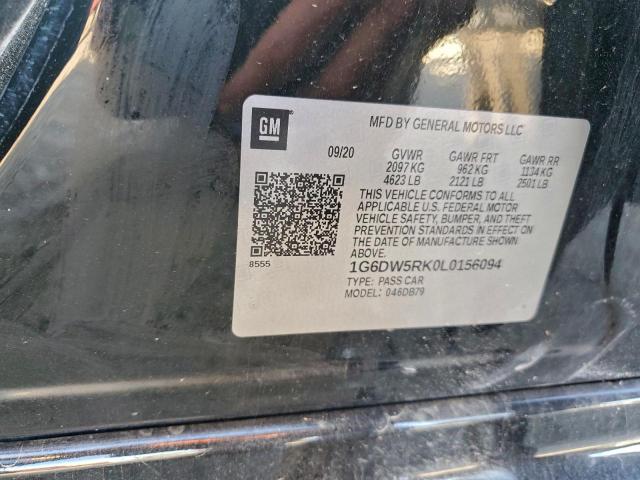 GM
MFD BY GENERAL MOTORS LLC
09/20 GVWR GAWR FRT GAWR RR
2097 KG 962 KG 1134 KG
4623 LB 2121 LB 2501 LB
THIS VEHICLE CONFORMS TO ALL
APPLICABLE U.S. FEDERAL MOTOR
VEHICLE SAFETY, BUMPER, AND THEFT
PREVENTION STANDARDS IN EFFECT ON
THE DATE OF MANUFACTURE SHOWN
ABOVE.
8555
1G6DW5RK0L0156094
TYPE: PASS CAR
MODEL: 046DB79